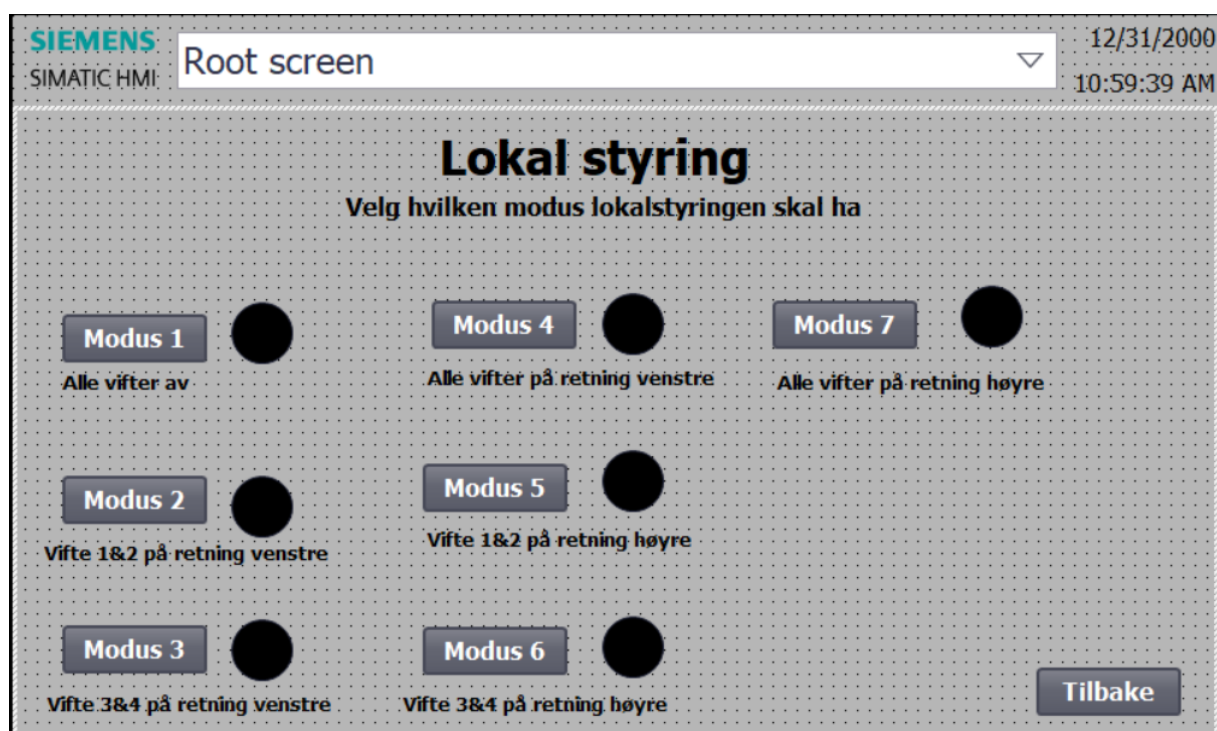 SIEMENS
SIMATIC HMI
Root screen
12/31/2000
10:59:39 AM
Lokal styring
Velg hvilken modus lokalstyringen skal ha
Modus 1
Alle vifter av
Modus 4
Alle vifter på retning venstre
Modus 7
Alle vifter på retning høyre
Modus 2
Vifte 1&2 på retning venstre
Modus 5
Vifte 1&2 på retning høyre
Modus 3
Vifte 3&4 på retning venstre
Modus 6
Vifte 3&4 på retning høyre
Tilbake